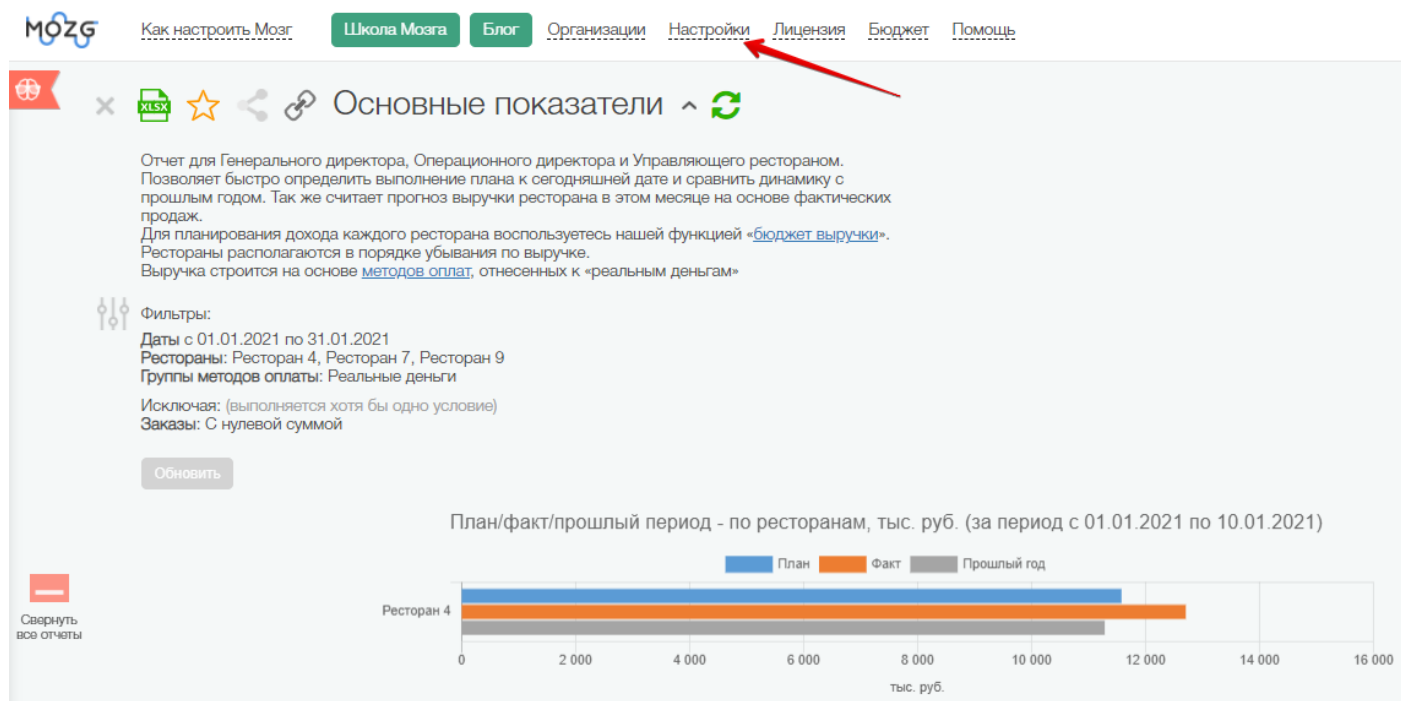 MOZG Как настроить Мозг Школа Мозга Блог Организации Настройки Лицензия Бюджет Помощь
XLSX Основные показатели
Отчет для Генерального директора, Операционного директора и Управляющего рестораном.
Позволяет быстро определить выполнение плана к сегодняшней дате и сравнить динамику с
прошлым годом. Так же считает прогноз выручки ресторана в этом месяце на основе фактических
продаж.
Для планирования дохода каждого ресторана воспользуетесь нашей функцией «бюджет выручки».
Рестораны располагаются в порядке убывания по выручке.
Выручка строится на основе методов оплат, отнесенных к «реальным деньгам»
Фильтры:
Даты с 01.01.2021 по 31.01.2021
Рестораны: Ресторан 4, Ресторан 7, Ресторан 9
Группы методов оплаты: Реальные деньги
Исключая: (выполняется хотя бы одно условие)
Заказы: С нулевой суммой
Обновить
План/факт/прошлый период - по ресторанам, тыс. руб. (за период с 01.01.2021 по 10.01.2021)
План Факт Прошлый год
Ресторан 4
Свернуть
все отчеты
0 2 000 4 000 6 000 8 000 10 000 12 000 14 000 16 000
тыс. руб.